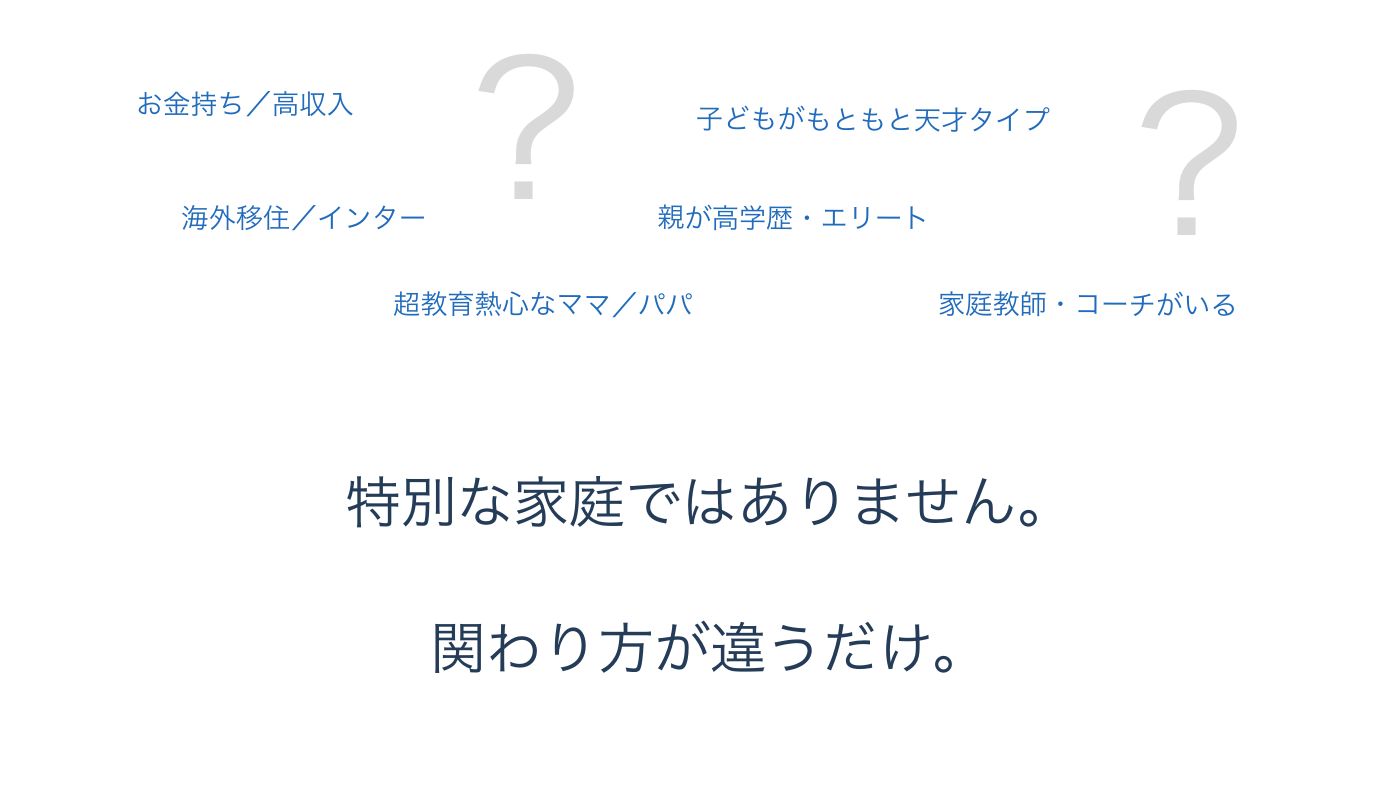 お金持ち／高収入
?
子どもがもともと天才タイプ
?
海外移住／インター
親が高学歴・エリート
超教育熱心なママ／パパ
家庭教師・コーチがいる
特別な家庭ではありません。
関わり方が違うだけ。